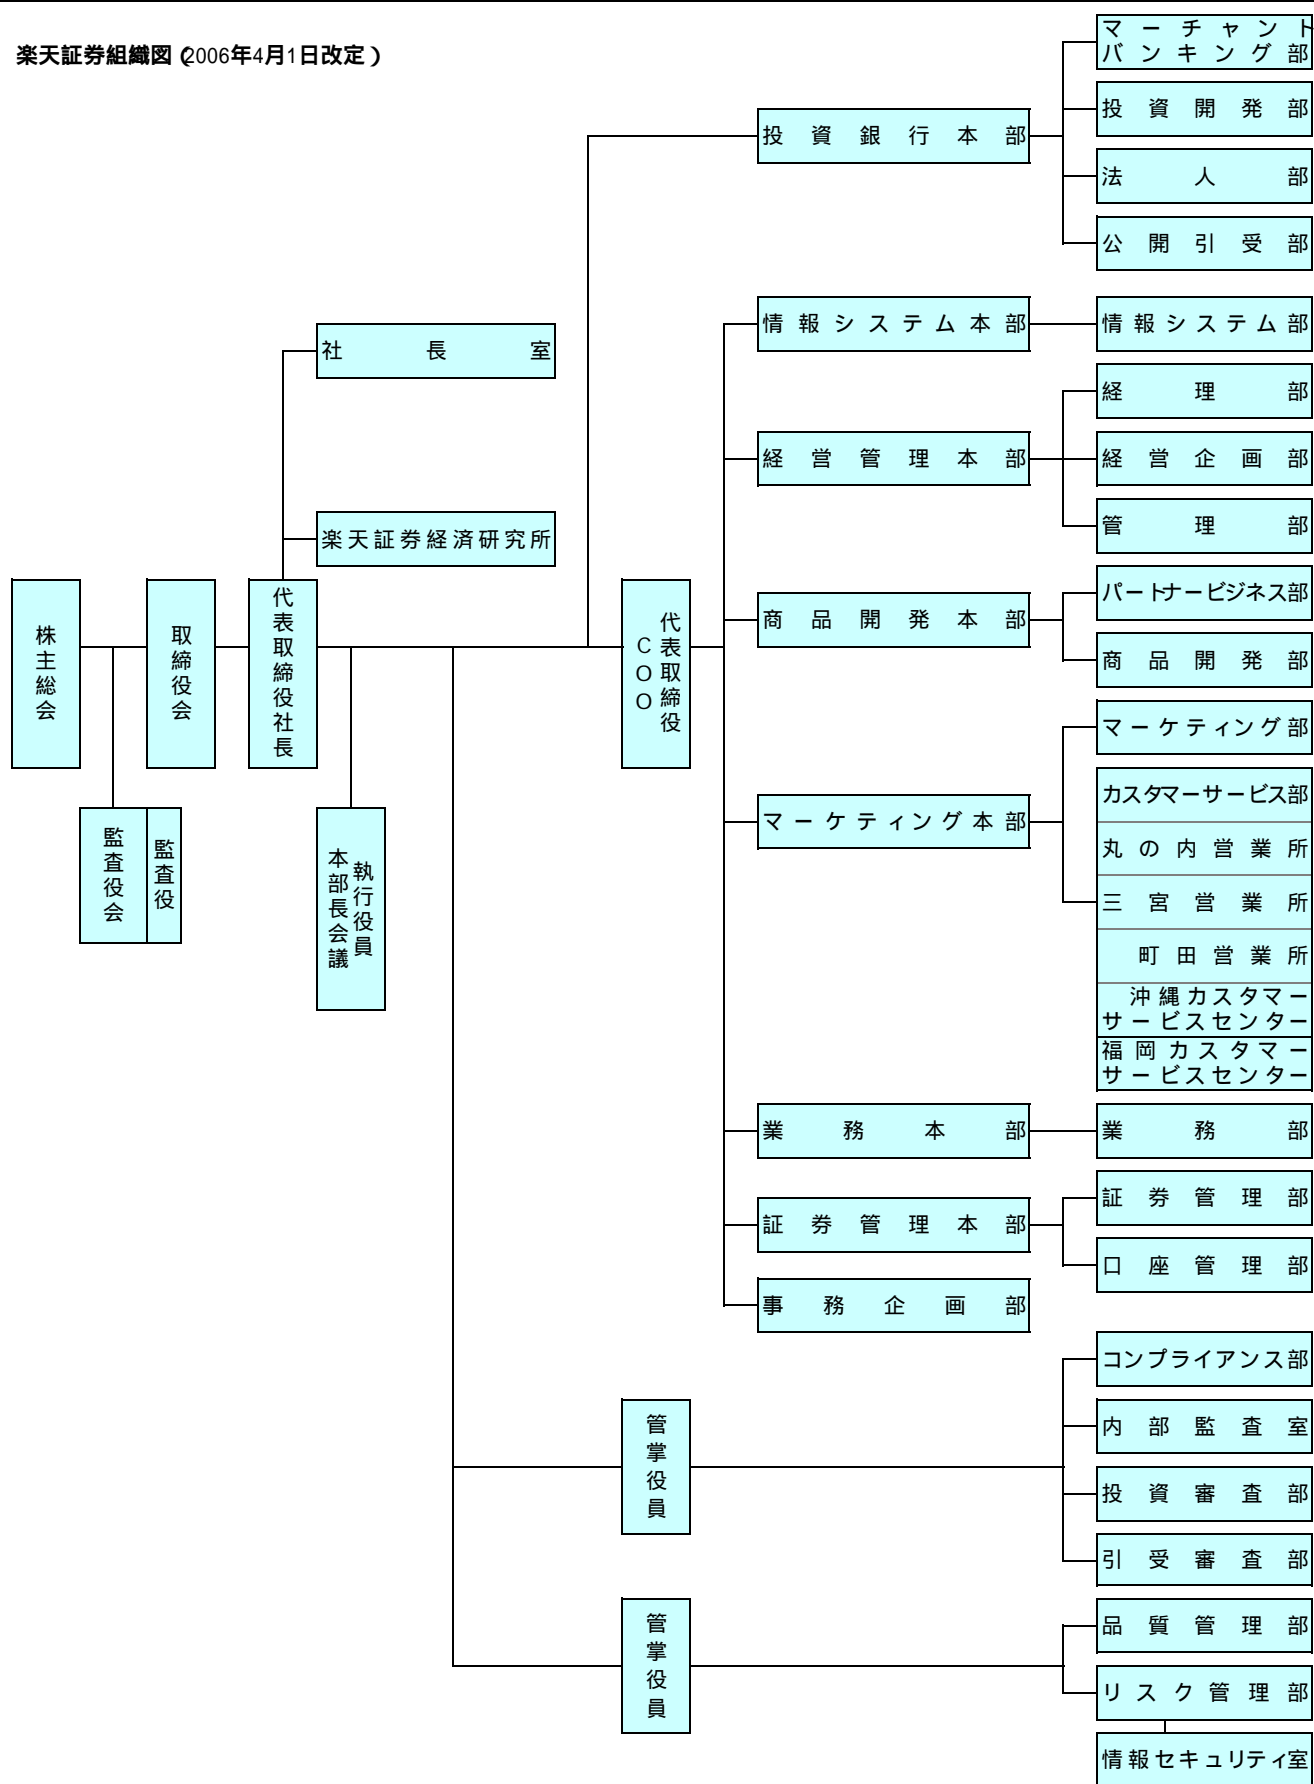 楽天証券組織図（2006年4月1日改定）
マーチャント
バンキング部
投資開発部
投資銀行本部
法人部
公開引受部
情報システム本部
情報システム部
社長室
経理部
経営管理本部
経営企画部
管理部
楽天証券経済研究所
パートナービジネス部
商品開発本部
商品開発部
株主総会
取締役会
代表取締役社長
代表取締役
COO
マーケティング部
マーケティング本部
カスタマーサービス部
丸の内営業所
三宮営業所
町田営業所
沖縄カスタマー
サービスセンター
福岡カスタマー
サービスセンター
監査役会
監査役
執行役員
本部長会議
業務本部
業務部
証券管理部
証券管理本部
口座管理部
事務企画部
コンプライアンス部
内部監査室
管掌役員
投資審査部
引受審査部
品質管理部
管掌役員
リスク管理部
情報セキュリティ室